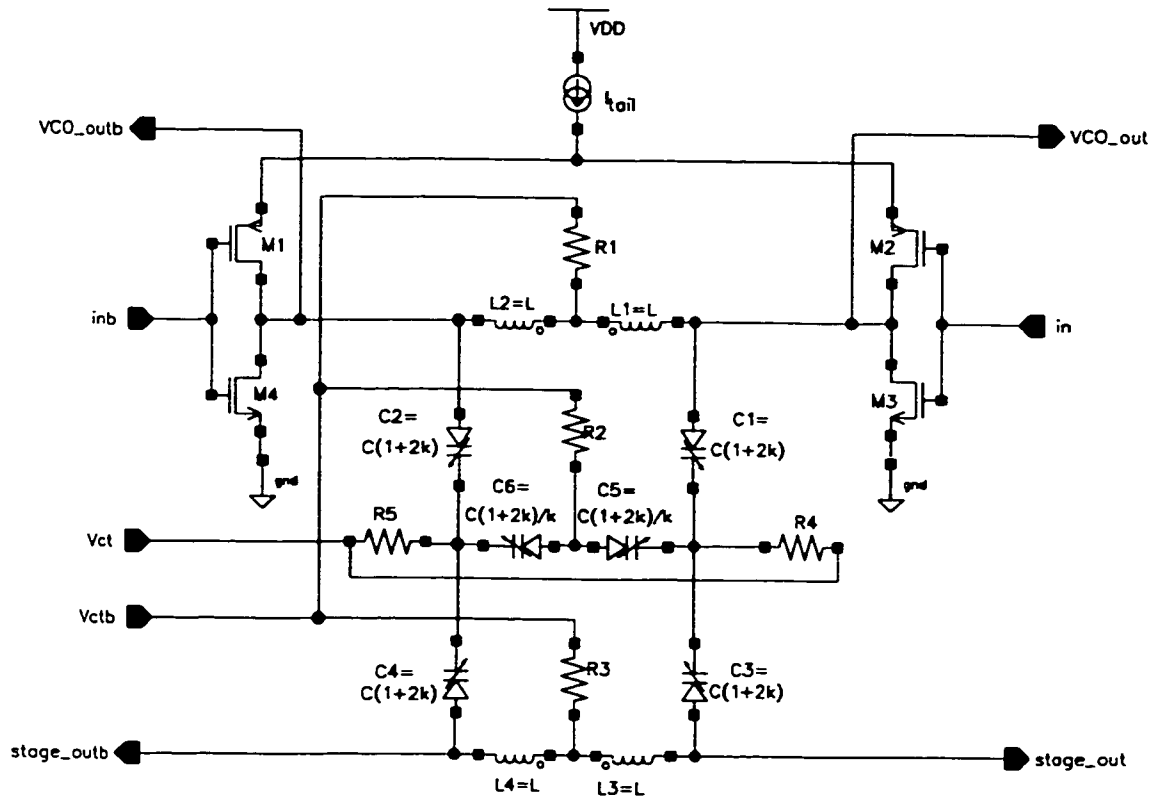 VDD
Itail
VCO_outb
VCO_out
R1
M1
M2
L2=L
L1=L
inb
in
M4
M3
R2
C2=
C(1+2k)
C1=
C(1+2k)
gnd
gnd
C6=
C(1+2k)/k
C5=
C(1+2k)/k
R5
R4
Vct
Vctb
R3
C4=
C(1+2k)
C3=
C(1+2k)
stage_outb
stage_out
L4=L
L3=L